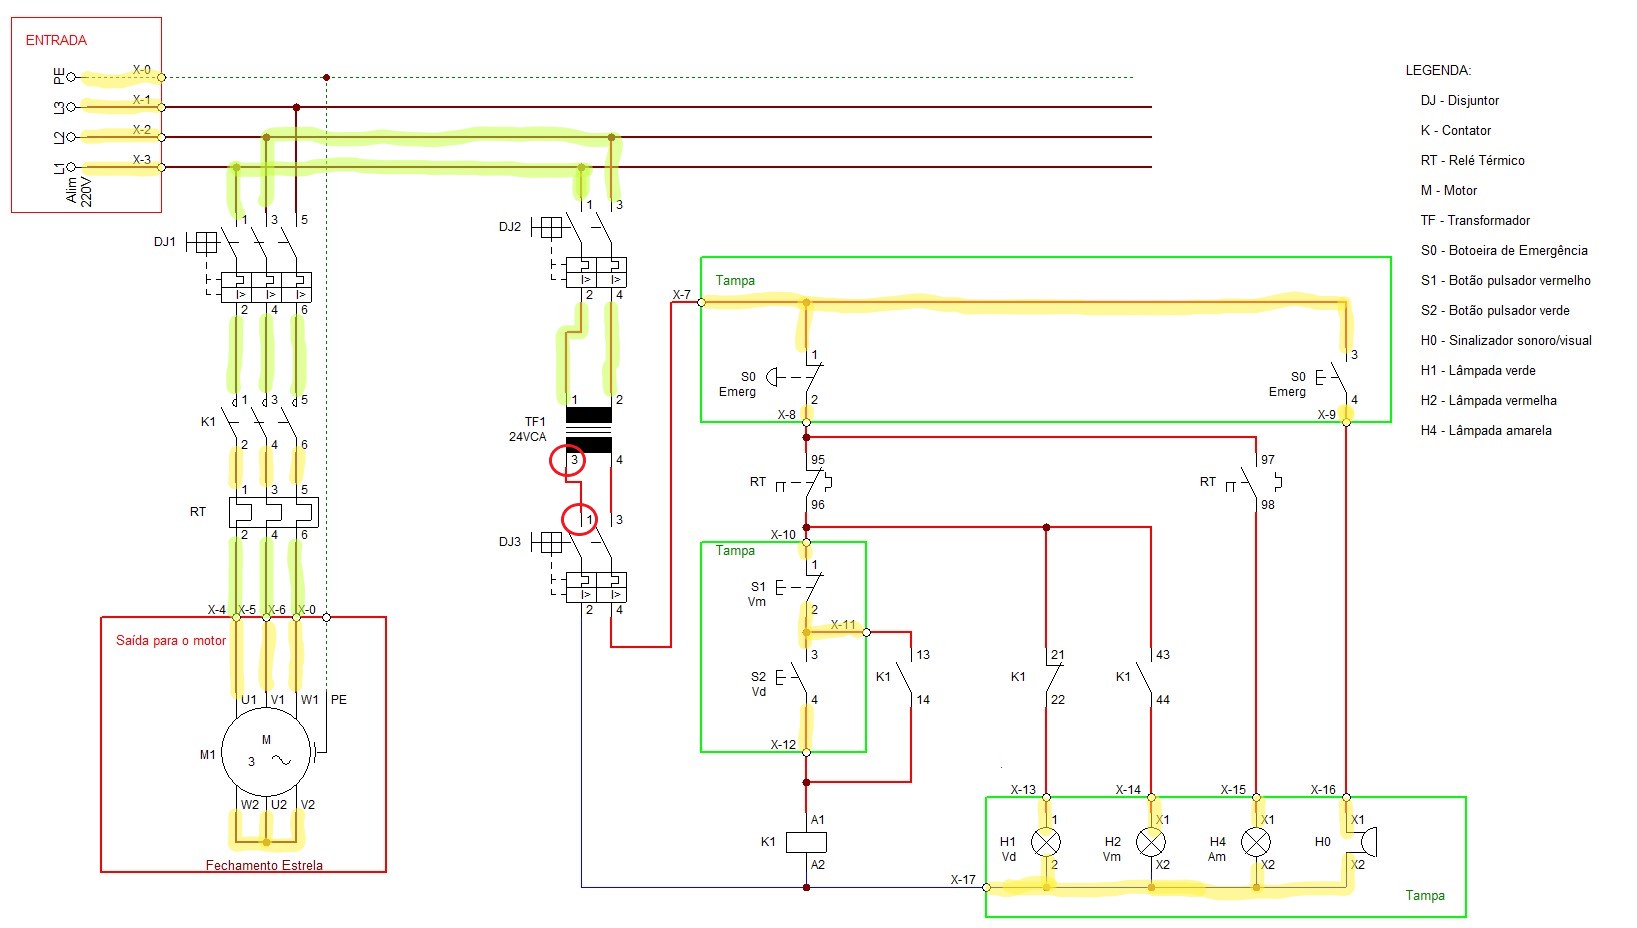 ENTRADA
LEGENDA:
PE X-0
L3 X-1
L2 X-2
L1 X-3
Alim
220V
DJ - Disjuntor
K - Contator
RT - Relé Térmico
M - Motor
TF - Transformador
S0 - Botoeira de Emergência
S1 - Botão pulsador vermelho
S2 - Botão pulsador verde
H0 - Sinalizador sonoro/visual
H1 - Lâmpada verde
H2 - Lâmpada vermelha
H4 - Lâmpada amarela
1 3 5
DJ1
I> I> I>
2 4 6
1 3 5
K1
2 4 6
1 3 5
RT
2 4 6
X-4 X-5 X-6 X-0
Saída para o motor
U1 V1 W1 PE
M1
M
3
W2 U2 V2
Fechamento Estrela
1 3
DJ2
I> I>
2 4
1 2
TF1
24VCA
3 4
1 3
DJ3
I> I>
2 4
X-7
Tampa
1
S0
Emerg
2
X-8
3
S0
Emerg
4
X-9
95
RT
96
97
RT
98
X-10
Tampa
1
S1
Vm
2
X-11
3
S2
Vd
4
X-12
13
K1
14
21
K1
22
43
K1
44
A1
K1
A2
X-13 X-14 X-15 X-16
1 X1 X1 X1
H1 H2 H4 H0
Vd Vm Am
2 X2 X2 X2
X-17
Tampa